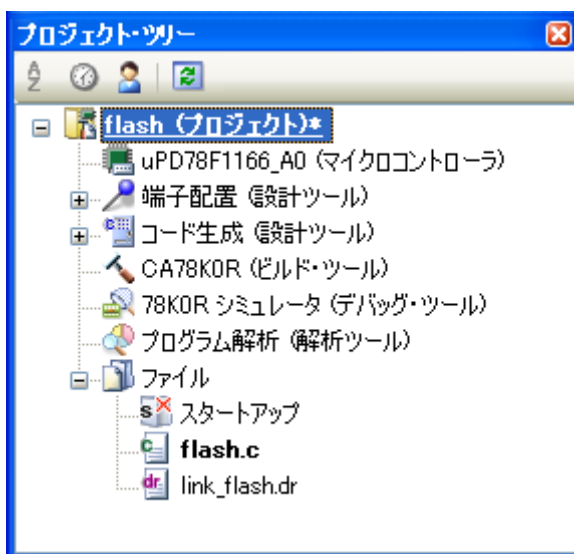 プロジェクト・ツリー
flash (プロジェクト)*
uPD78F1166_A0 (マイクロコントローラ)
端子配置 (設計ツール)
コード生成 (設計ツール)
CA78K0R (ビルド・ツール)
78K0R シミュレータ (デバッグ・ツール)
プログラム解析 (解析ツール)
ファイル
スタートアップ
flash.c
link_flash.dr